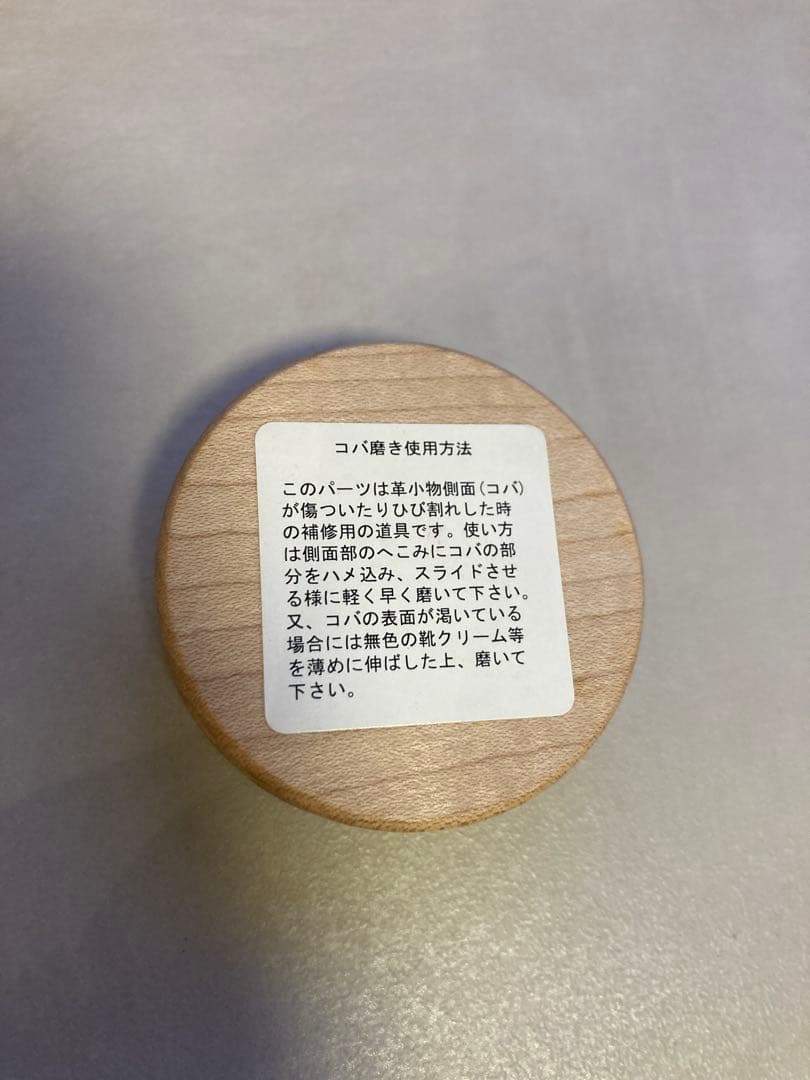 コバ磨き使用方法
このパーツは革小物側面(コバ)
が傷ついたりひび割れした時
の補修用の道具です。使い方
は側面部のへこみにコバの部
分をハメ込み、スライドさせ
る様に軽く早く磨いて下さい。
又、コバの表面が渇いている
場合には無色の靴クリーム等
を薄めに伸ばした上、磨いて
下さい。